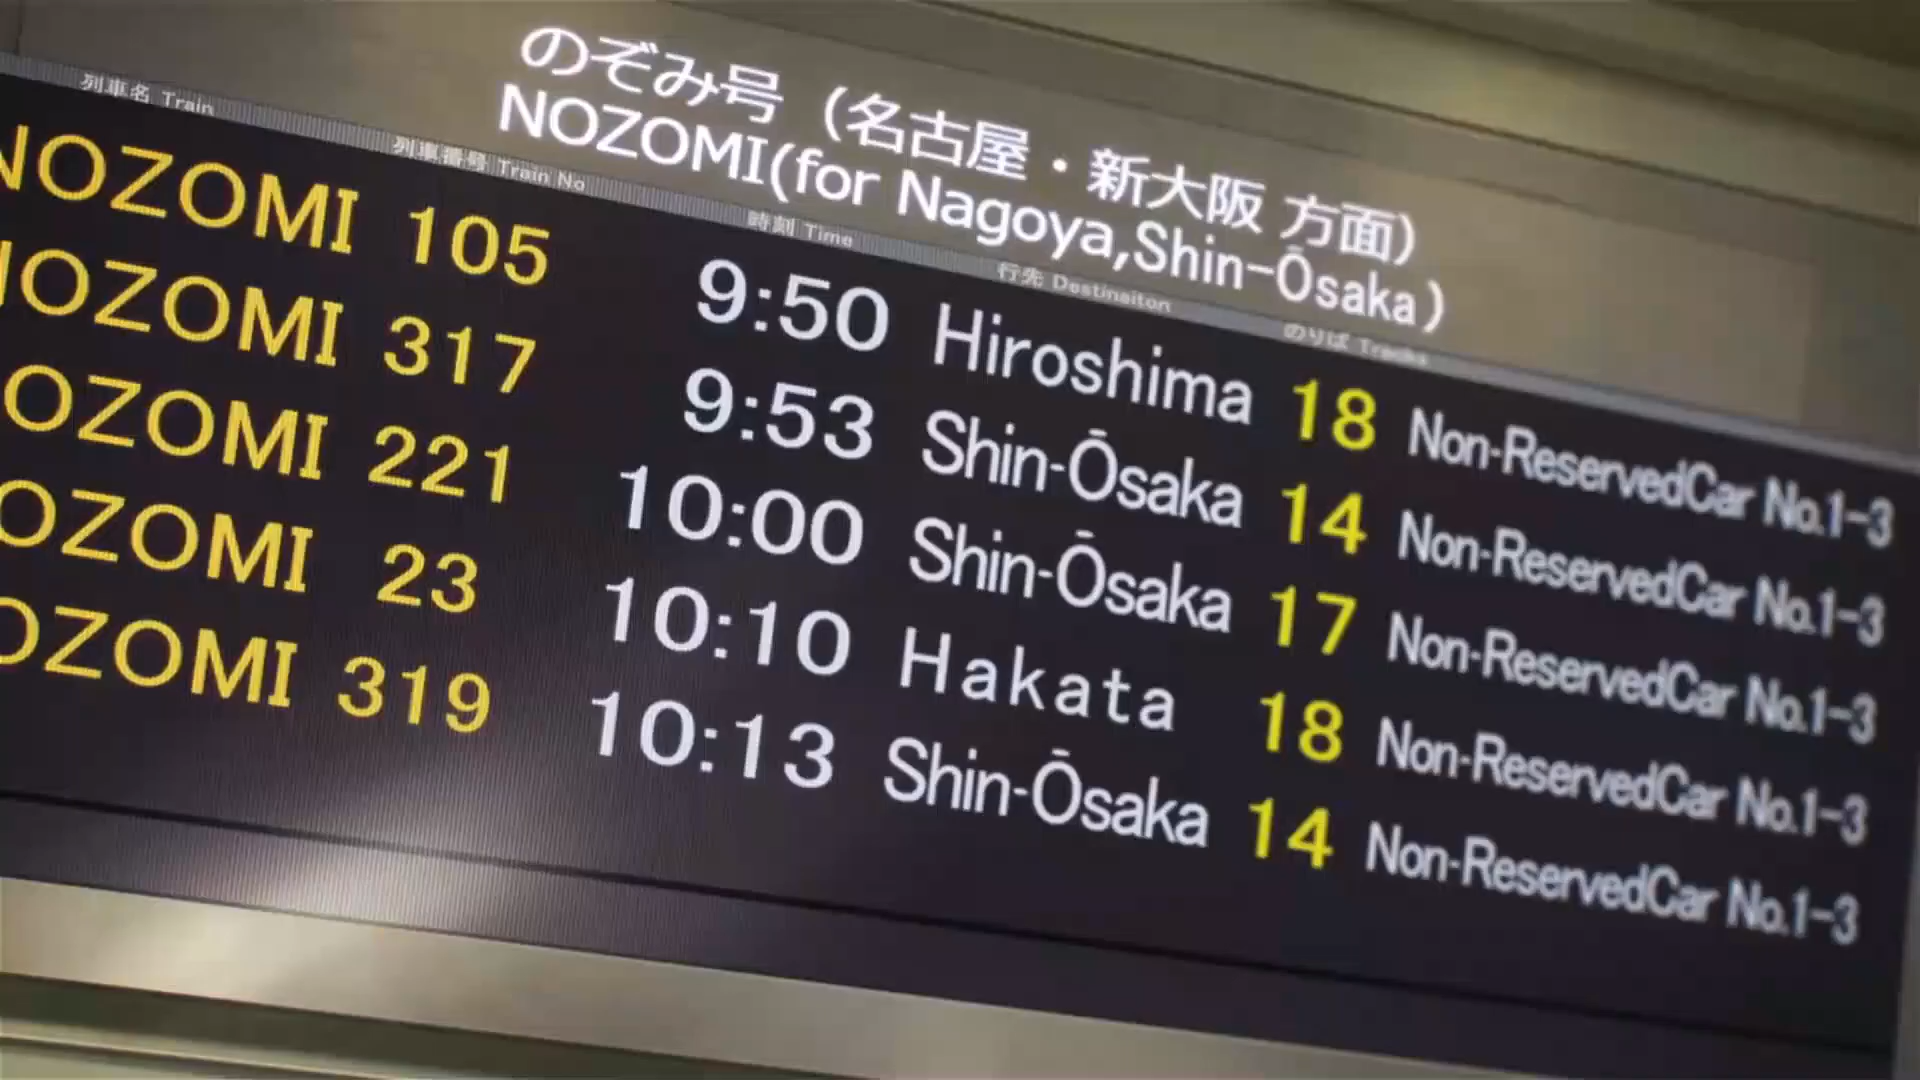 のぞみ号（名古屋・新大阪 方面）
NOZOMI(for Nagoya,Shin-Ōsaka)
列車名 Train 列車番号 Train No 時刻 Time 行先 Destinaiton のりば Tracks
NOZOMI 105 9:50 Hiroshima 18 Non-ReservedCar No.1-3
NOZOMI 317 9:53 Shin-Ōsaka 14 Non-ReservedCar No.1-3
OZOMI 221 10:00 Shin-Ōsaka 17 Non-ReservedCar No.1-3
OZOMI 23 10:10 Hakata 18 Non-ReservedCar No.1-3
OZOMI 319 10:13 Shin-Ōsaka 14 Non-ReservedCar No.1-3